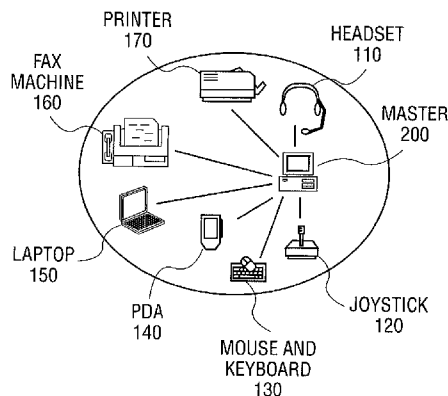 PRINTER
170
HEADSET
110
FAX
MACHINE
160
MASTER
200
LAPTOP
150
PDA
140
JOYSTICK
120
MOUSE AND
KEYBOARD
130